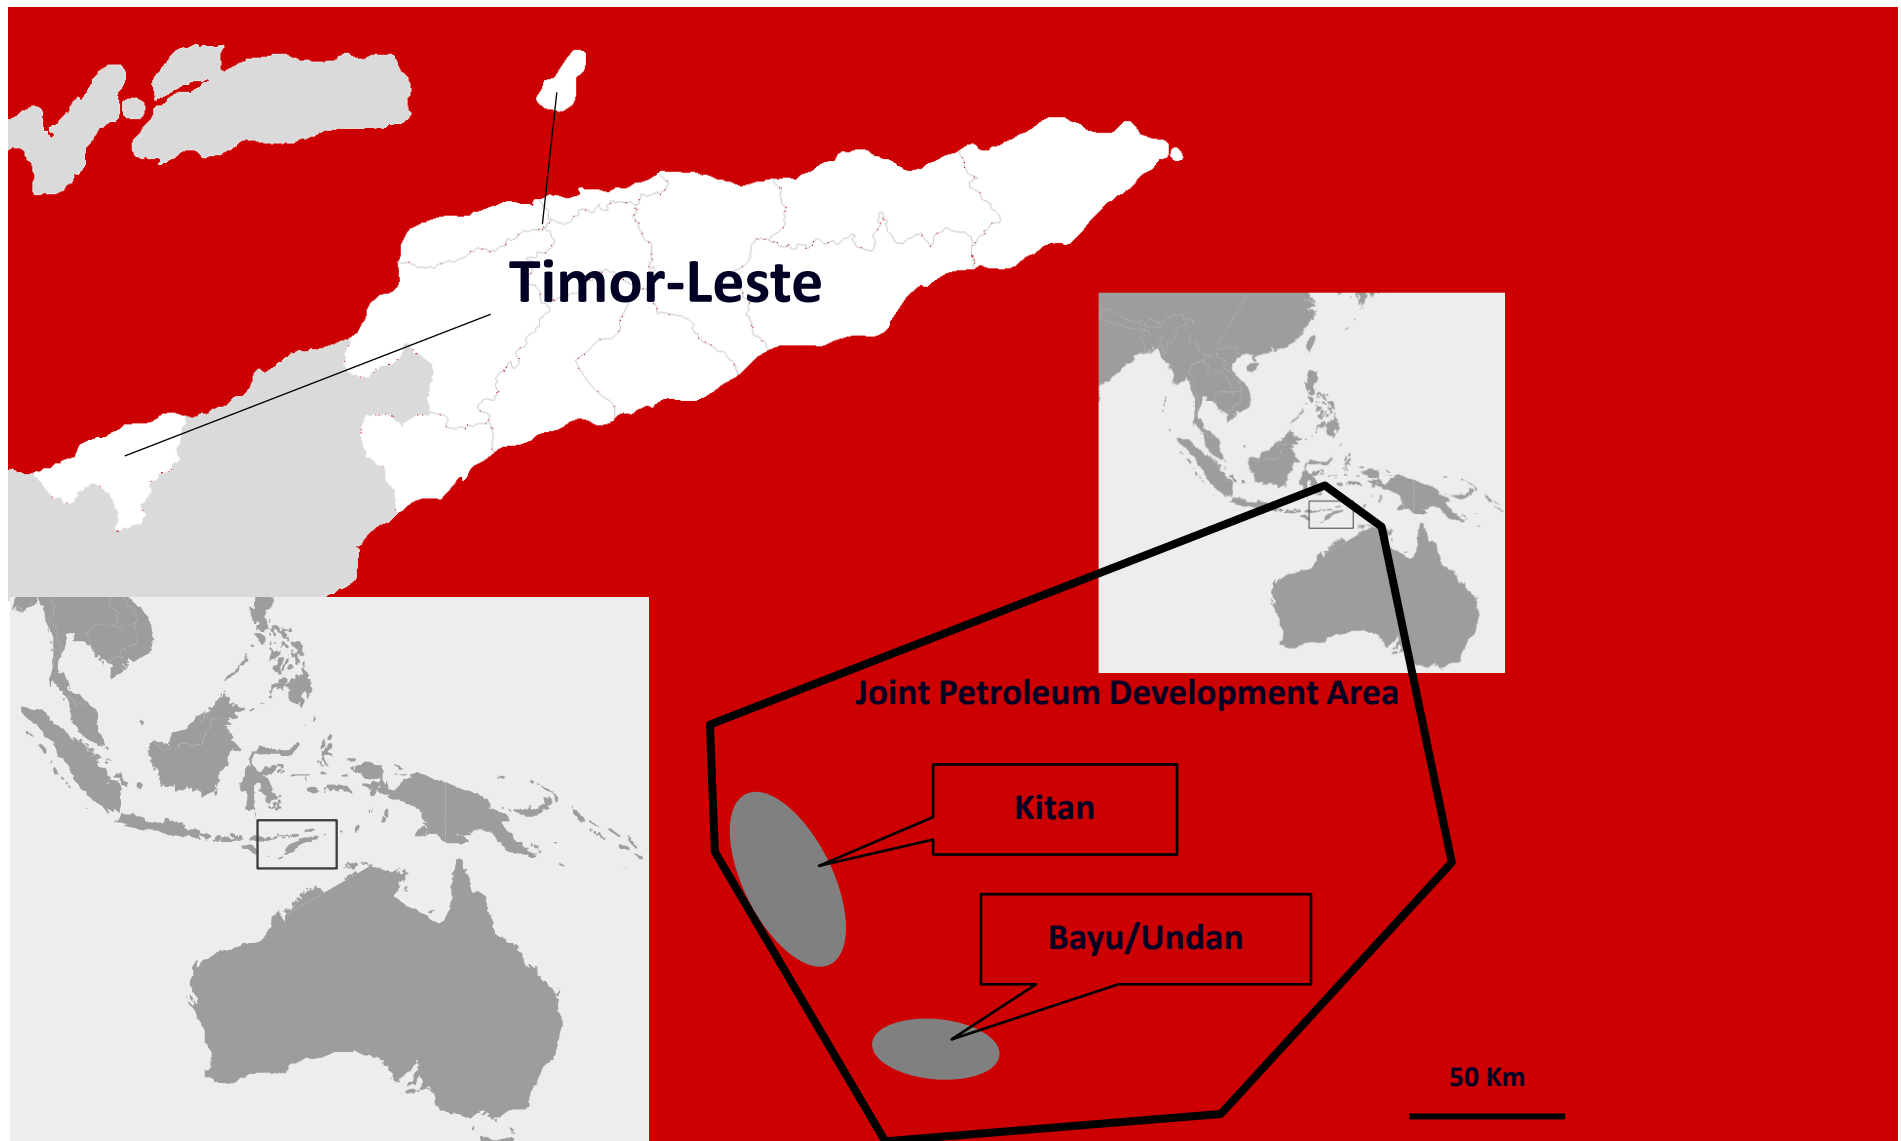 Timor-Leste
Joint Petroleum Development Area
Kitan
Bayu/Undan
50 Km